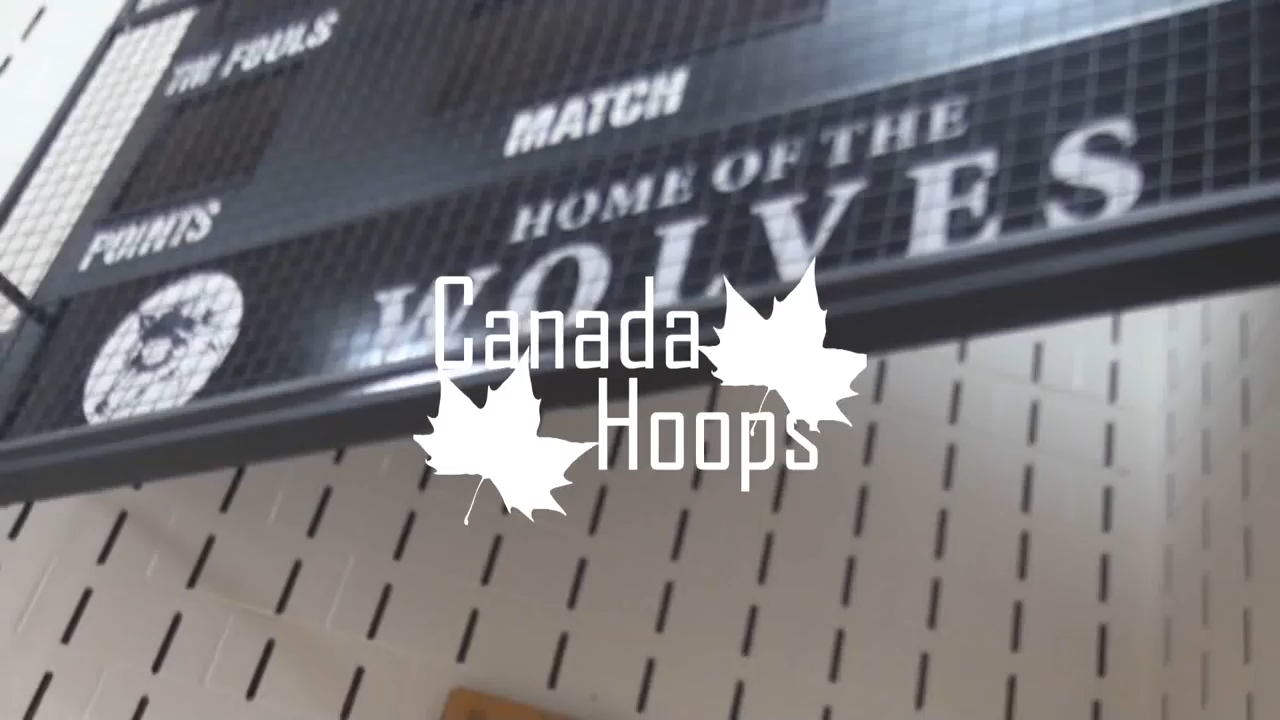 TM FOULS
MATCH
POINTS
HOME OF THE
WOLVES
Canada
Hoops